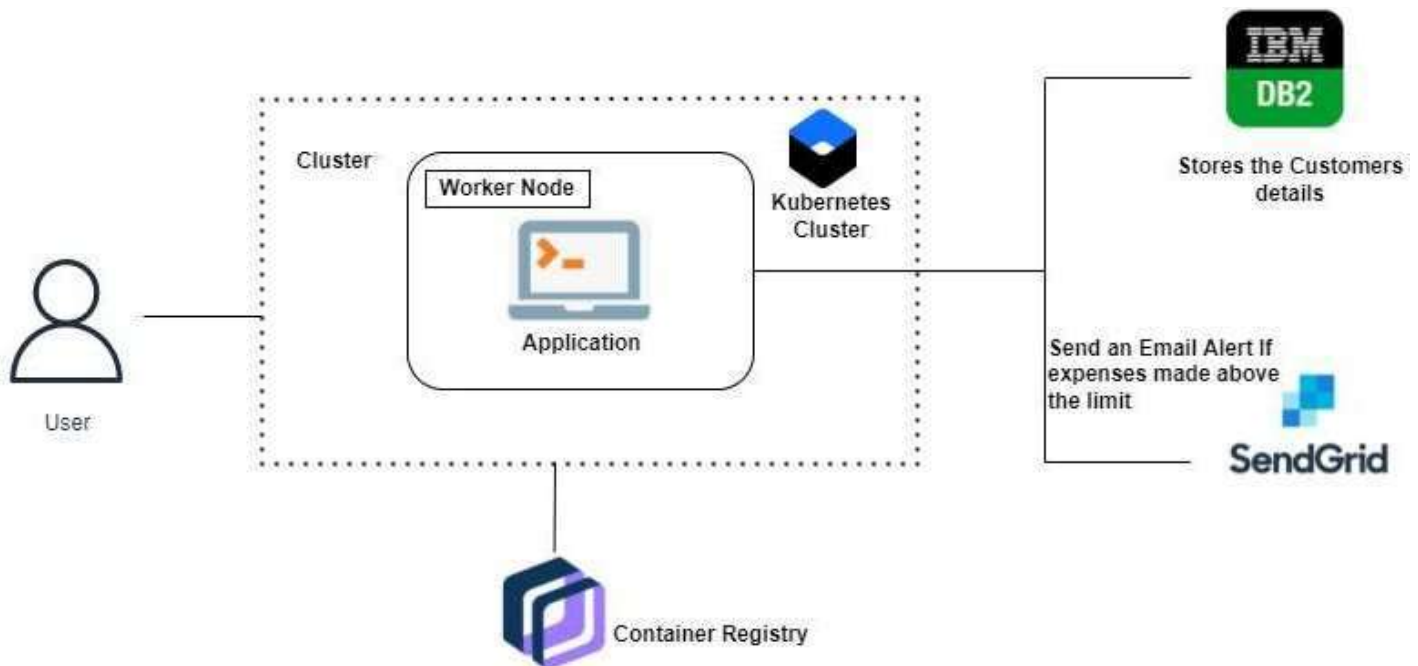 IBM
DB2
Stores the Customers
details
Cluster
Worker Node
Kubernetes
Cluster
Application
User
Send an Email Alert If
expenses made above
the limit
SendGrid
Container Registry